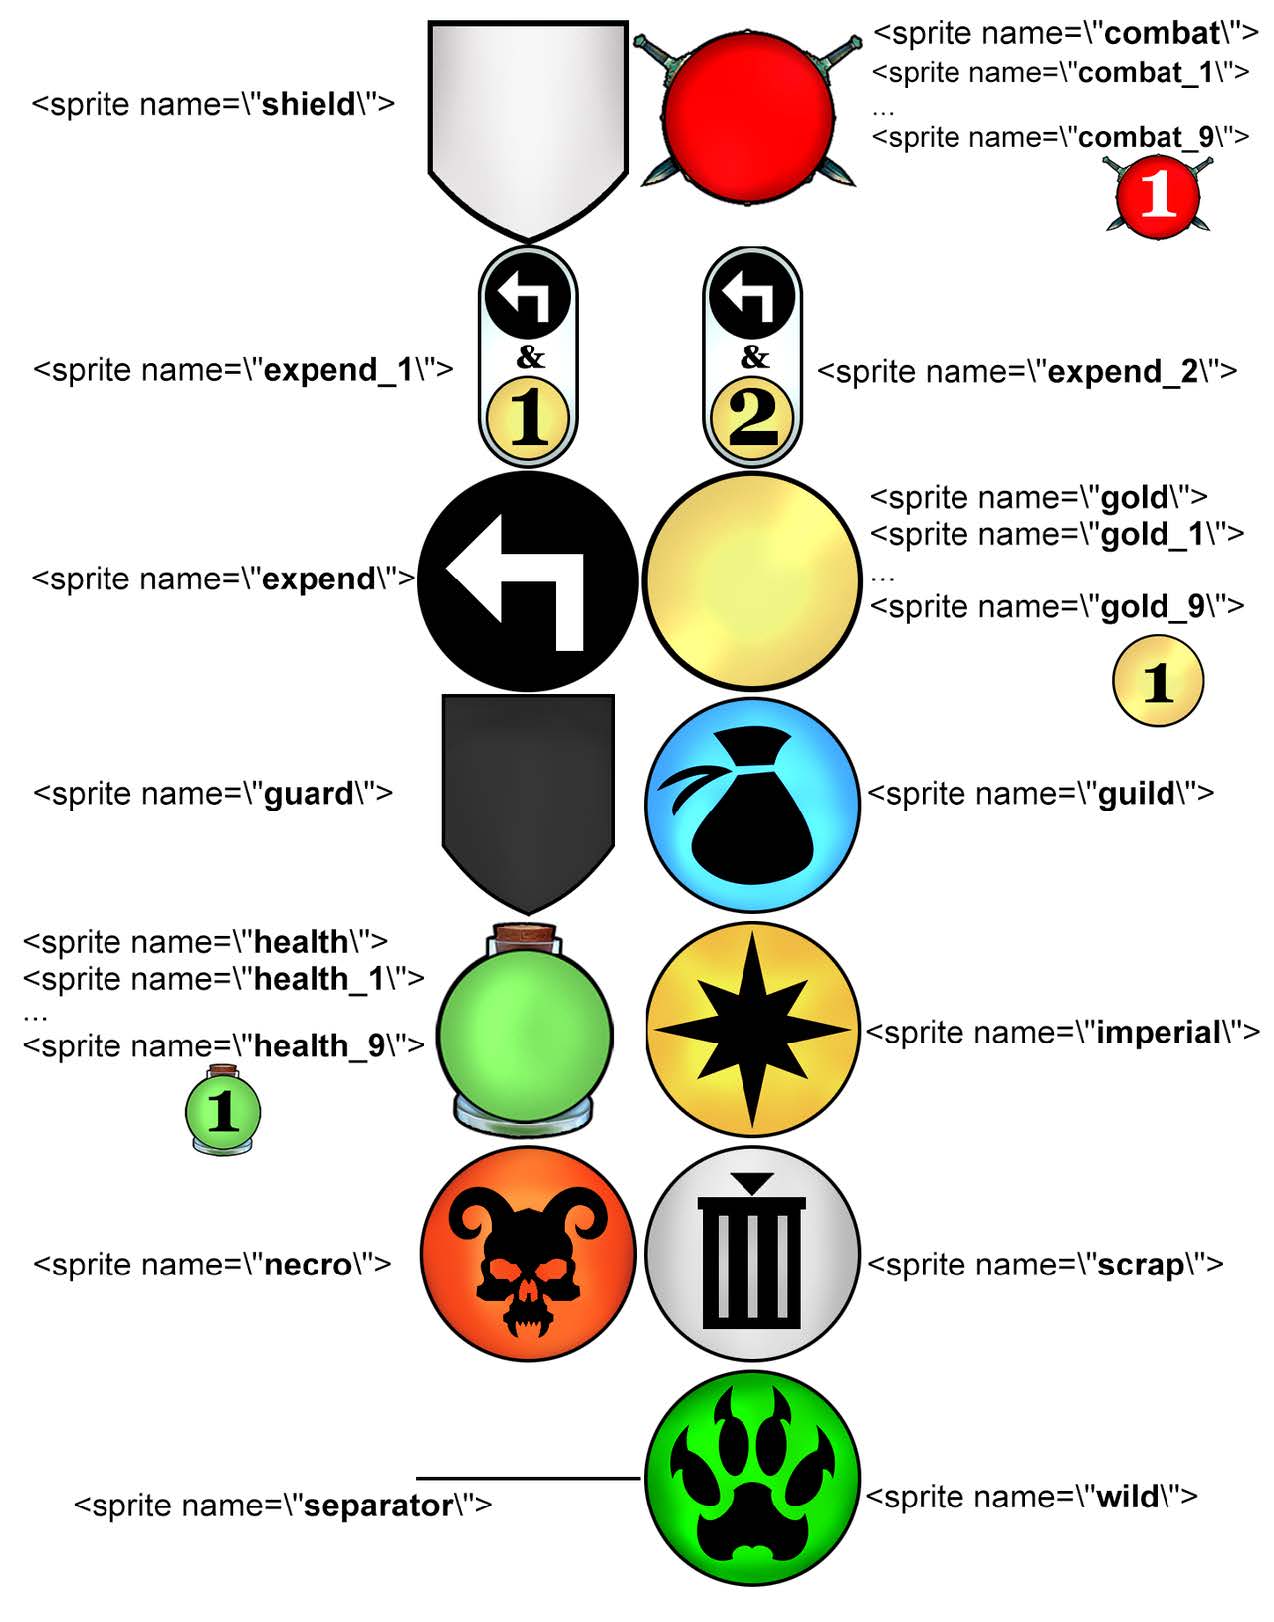 <sprite name=\"shield\">
<sprite name=\"combat\">
<sprite name=\"combat_1\">
...
<sprite name=\"combat_9\">
1
<sprite name=\"expend_1\">
&
1
&
2
<sprite name=\"expend_2\">
<sprite name=\"expend\">
<sprite name=\"gold\">
<sprite name=\"gold_1\">
...
<sprite name=\"gold_9\">
1
<sprite name=\"guard\">
<sprite name=\"guild\">
<sprite name=\"health\">
<sprite name=\"health_1\">
...
<sprite name=\"health_9\">
1
<sprite name=\"imperial\">
<sprite name=\"necro\">
<sprite name=\"scrap\">
<sprite name=\"separator\">
<sprite name=\"wild\">